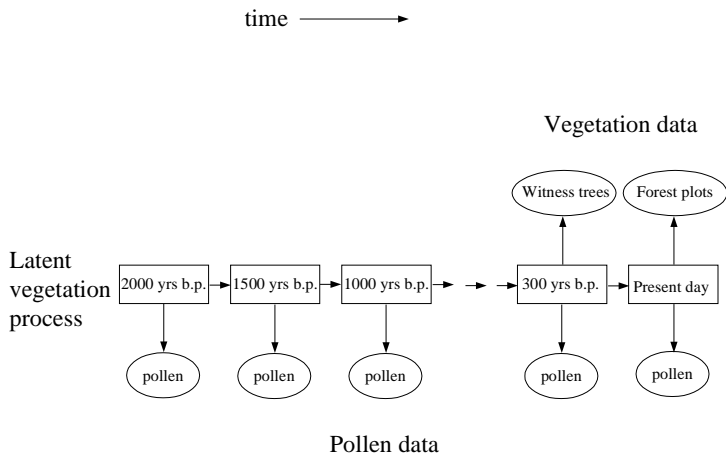 time
Vegetation data
Witness trees
Forest plots
Latent
vegetation
process
2000 yrs b.p.
1500 yrs b.p.
1000 yrs b.p.
300 yrs b.p.
Present day
pollen
pollen
pollen
pollen
pollen
Pollen data